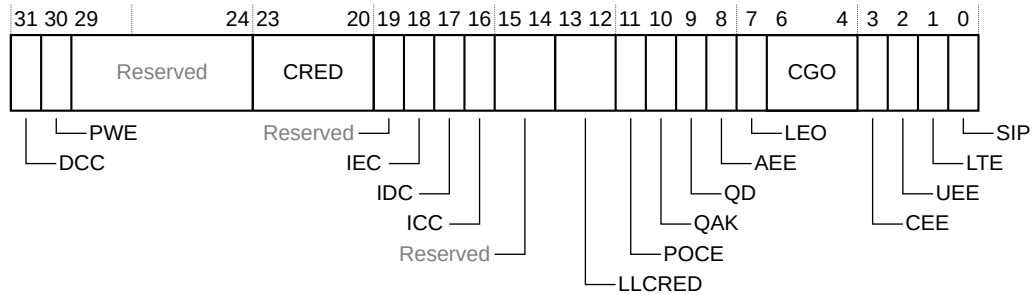 31 30 29 24 23 20 19 18 17 16 15 14 13 12 11 10 9 8 7 6 4 3 2 1 0
Reserved CRED CGO
PWE Reserved LEO SIP
DCC IEC AEE LTE
IDC QD UEE
ICC QAK CEE
Reserved POCE
LLCRED